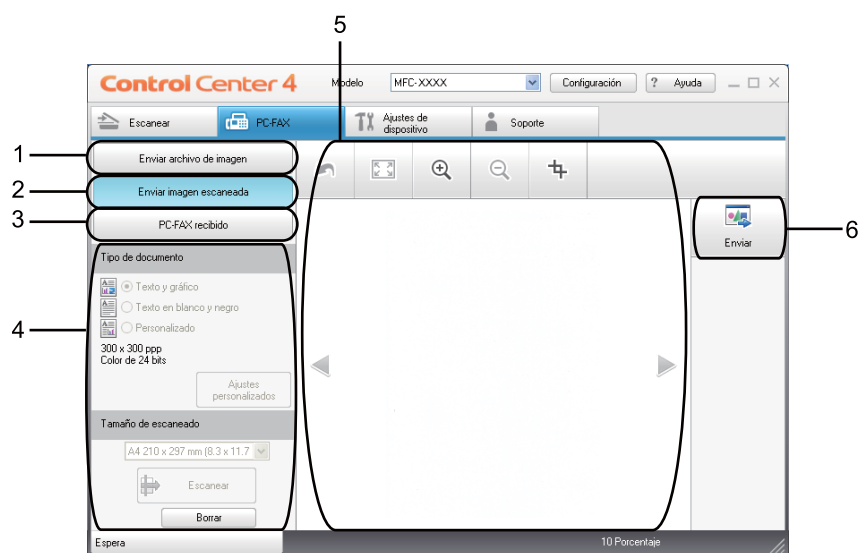 5
Control Center 4
Modelo
MFC-XXXX
Configuración
? Ayuda
Escanear
PC-FAX
Ajustes de
dispositivo
Soporte
1
Enviar archivo de imagen
2
Enviar imagen escaneada
3
PC-FAX recibido
Enviar
6
Tipo de documento
Texto y gráfico
Texto en blanco y negro
4
Personalizado
300 x 300 ppp
Color de 24 bits
Ajustes
personalizados
Tamaño de escaneado
A4 210 x 297 mm (8.3 x 11.7
Escanear
Borrar
Espera
10 Porcentaje